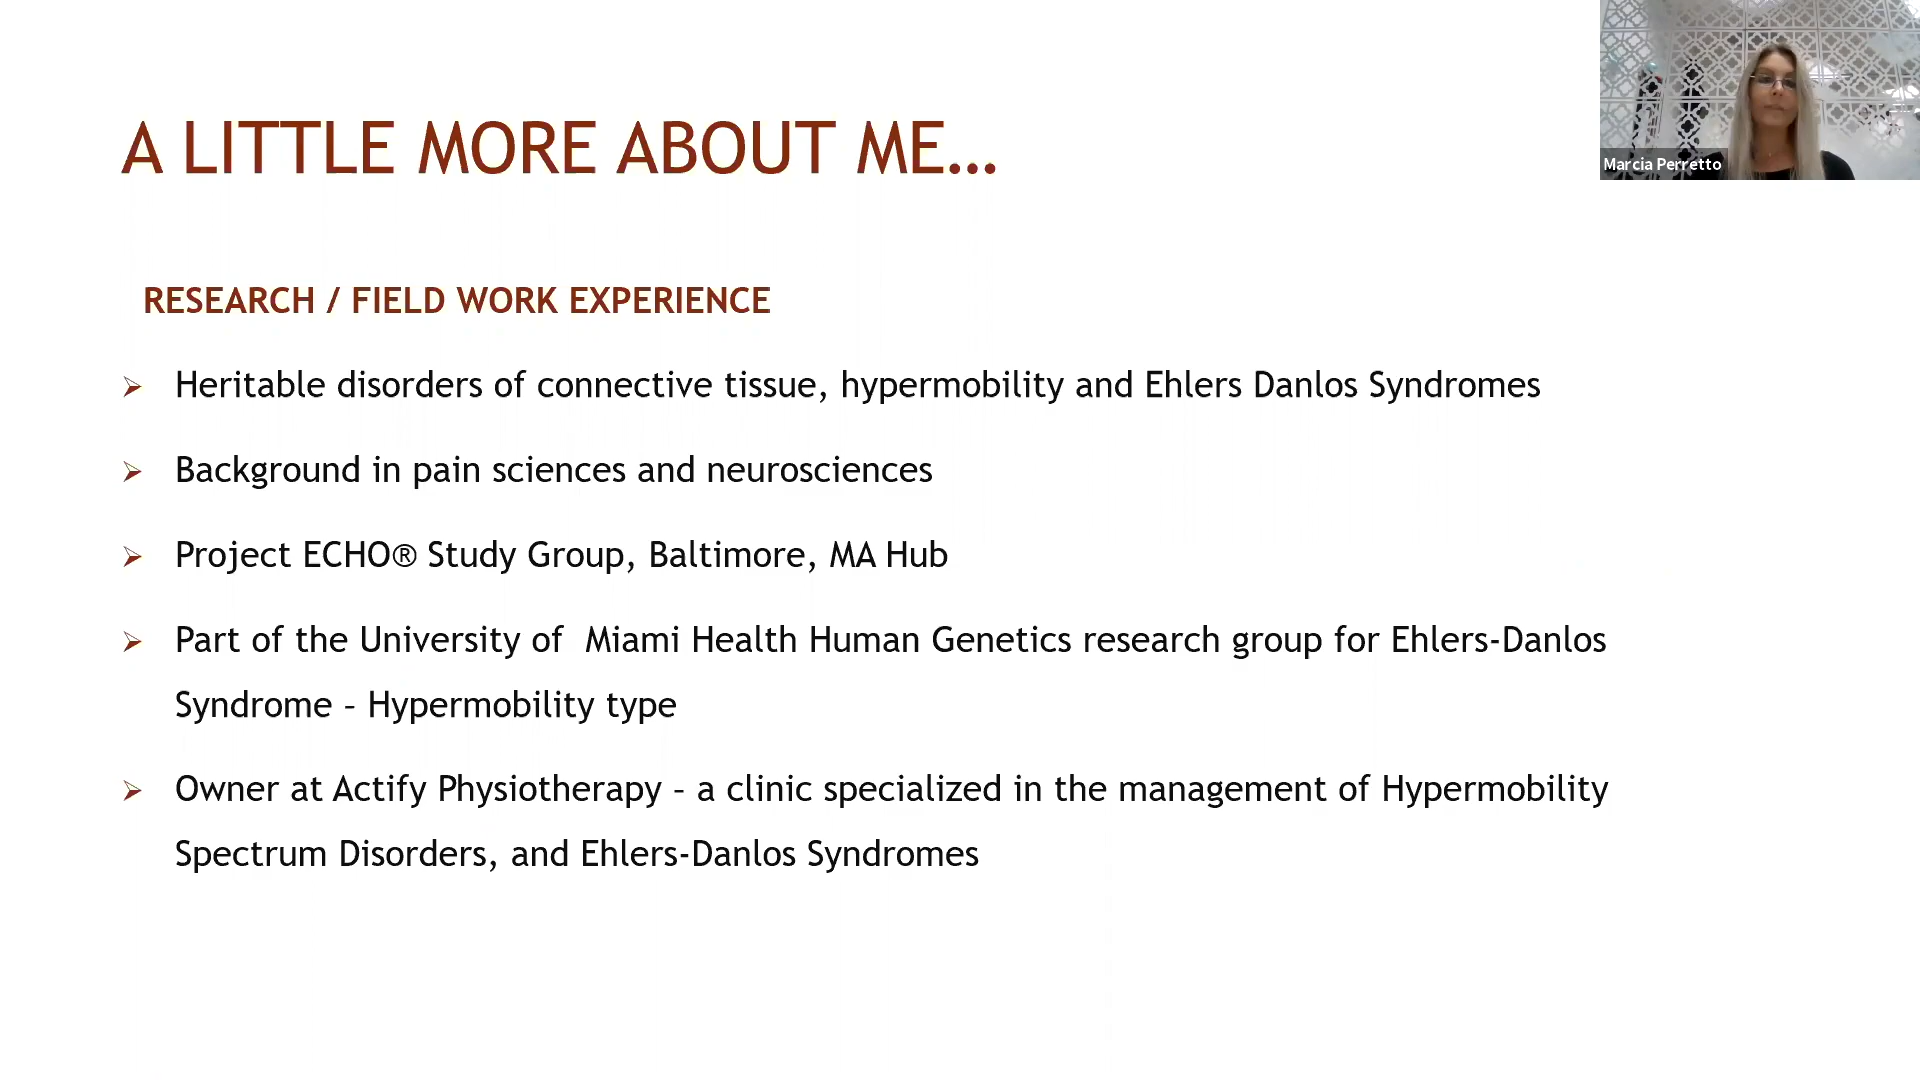 A LITTLE MORE ABOUT ME...
Marcia Perretto
RESEARCH / FIELD WORK EXPERIENCE
Heritable disorders of connective tissue, hypermobility and Ehlers Danlos Syndromes
Background in pain sciences and neurosciences
Project ECHO® Study Group, Baltimore, MA Hub
Part of the University of  Miami Health Human Genetics research group for Ehlers-Danlos
Syndrome – Hypermobility type
Owner at Actify Physiotherapy – a clinic specialized in the management of Hypermobility
Spectrum Disorders, and Ehlers-Danlos Syndromes